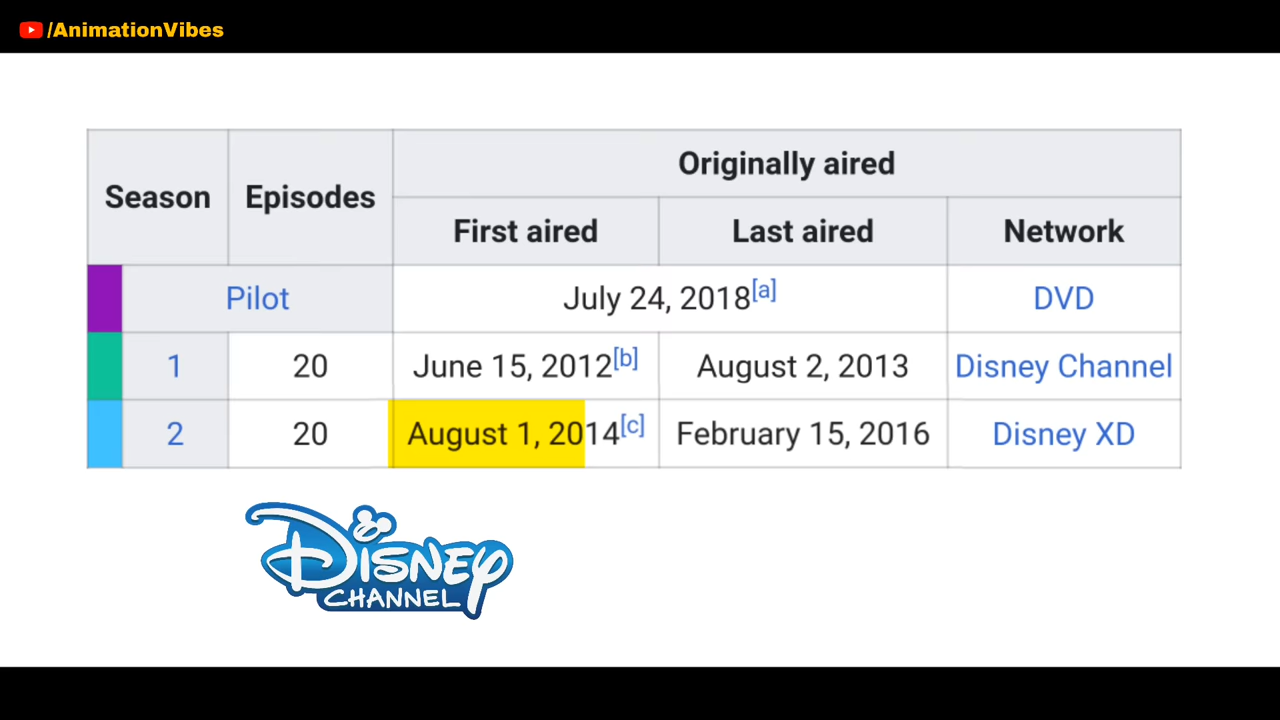 /AnimationVibes
Originally aired
Season Episodes
First aired Last aired Network
Pilot July 24, 2018[a] DVD
1 20 June 15, 2012[b] August 2, 2013 Disney Channel
2 20 August 1, 2014[c] February 15, 2016 Disney XD
Disney
CHANNEL